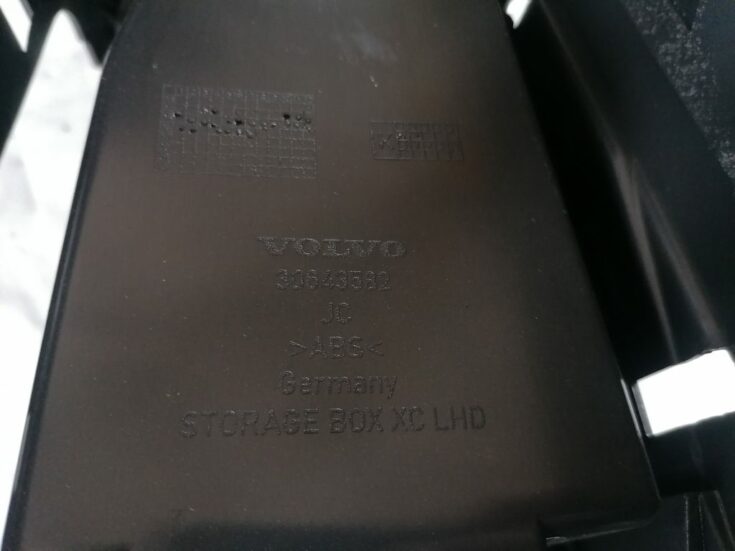 VOLVO
30643582
JC
>ABS<
Germany
STORAGE BOX XC LHD